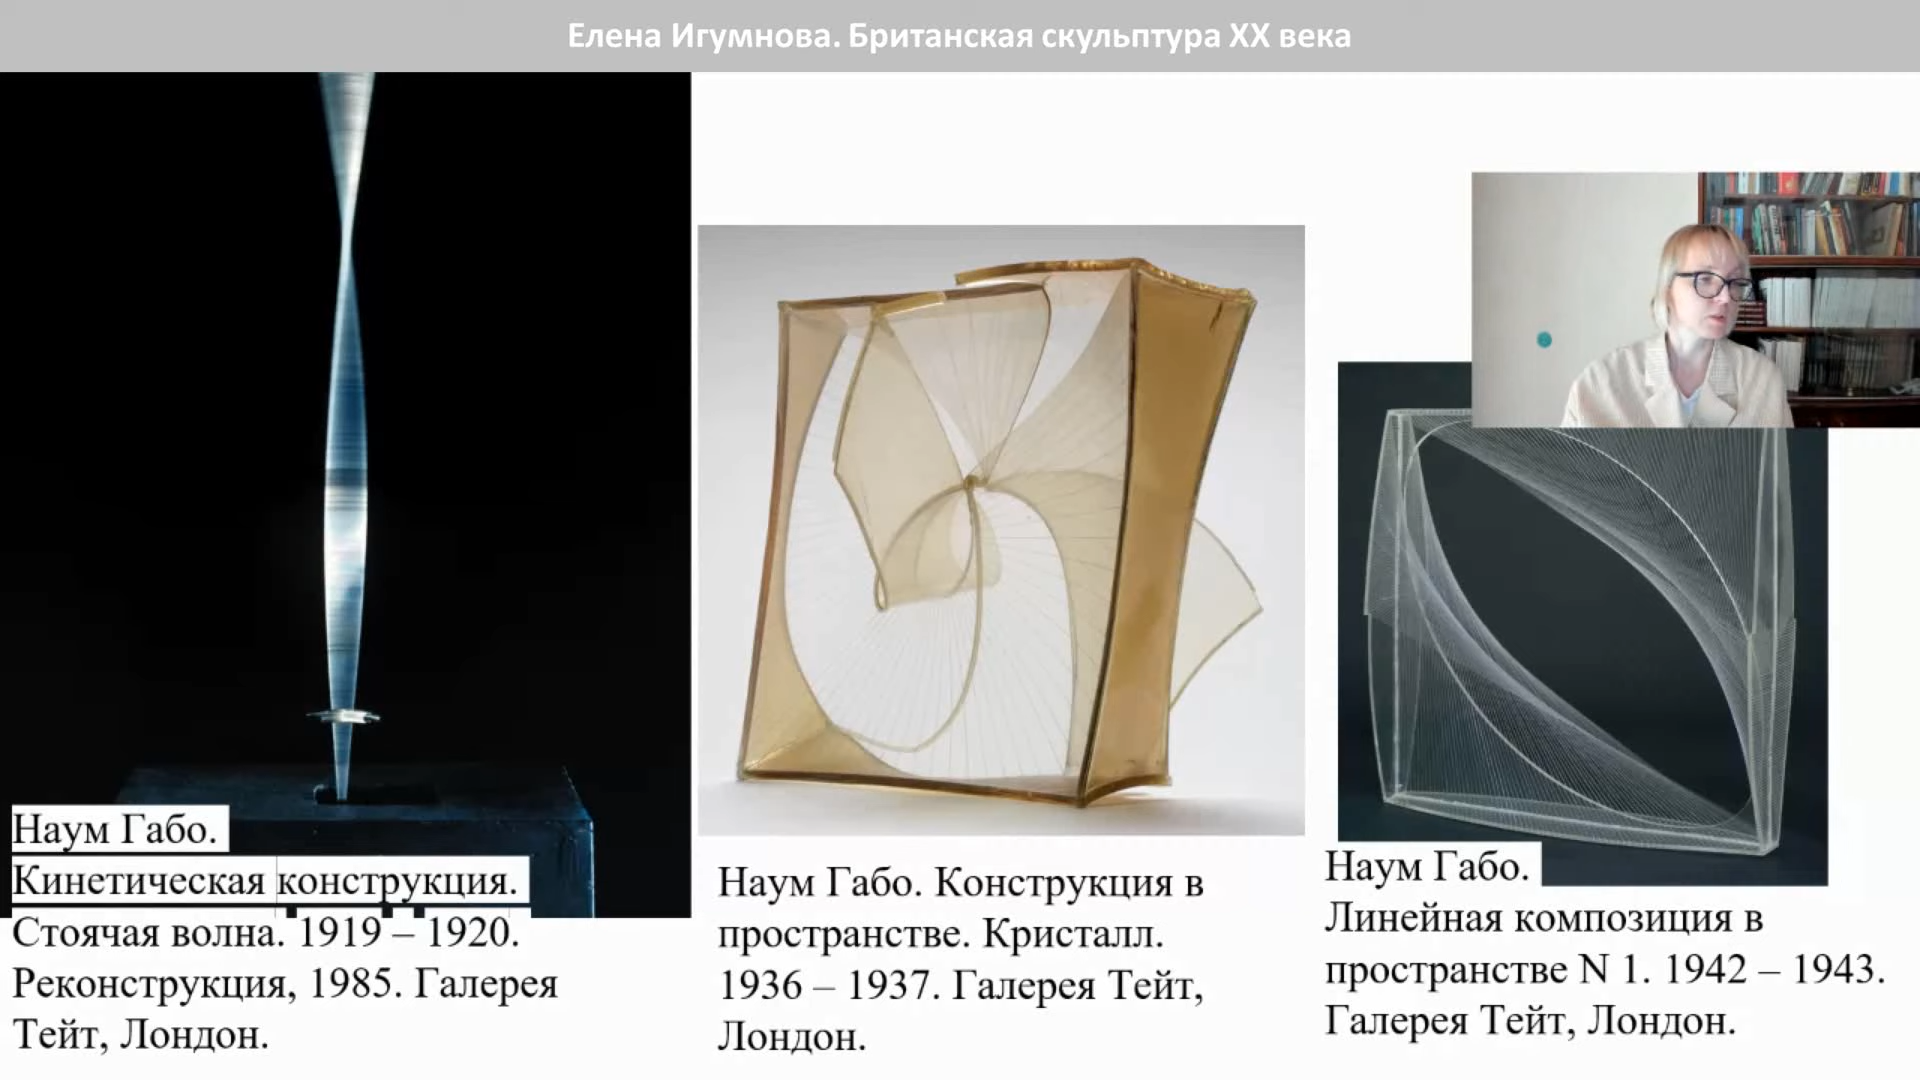 Елена Игумнова. Британская скульптура XX века
Наум Габо.
Кинетическая конструкция.
Стоячая волна. 1919 – 1920.
Реконструкция, 1985. Галерея
Тейт, Лондон.
Наум Габо. Конструкция в
пространстве. Кристалл.
1936 – 1937. Галерея Тейт,
Лондон.
Наум Габо.
Линейная композиция в
пространстве N 1. 1942 – 1943.
Галерея Тейт, Лондон.